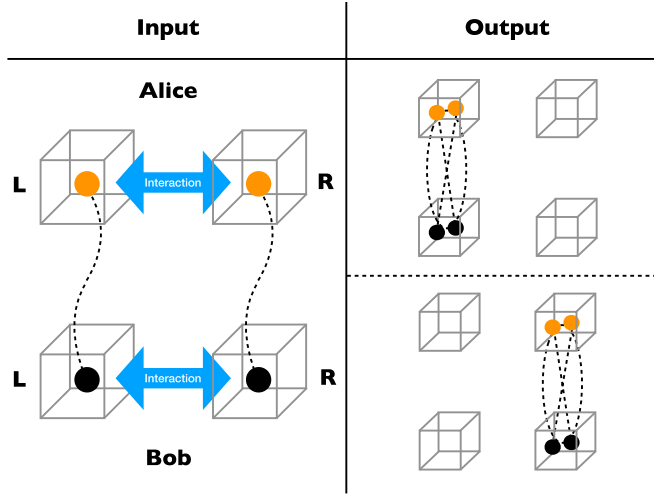 Input
Output
Alice
L
Interaction
R
L
Interaction
R
Bob